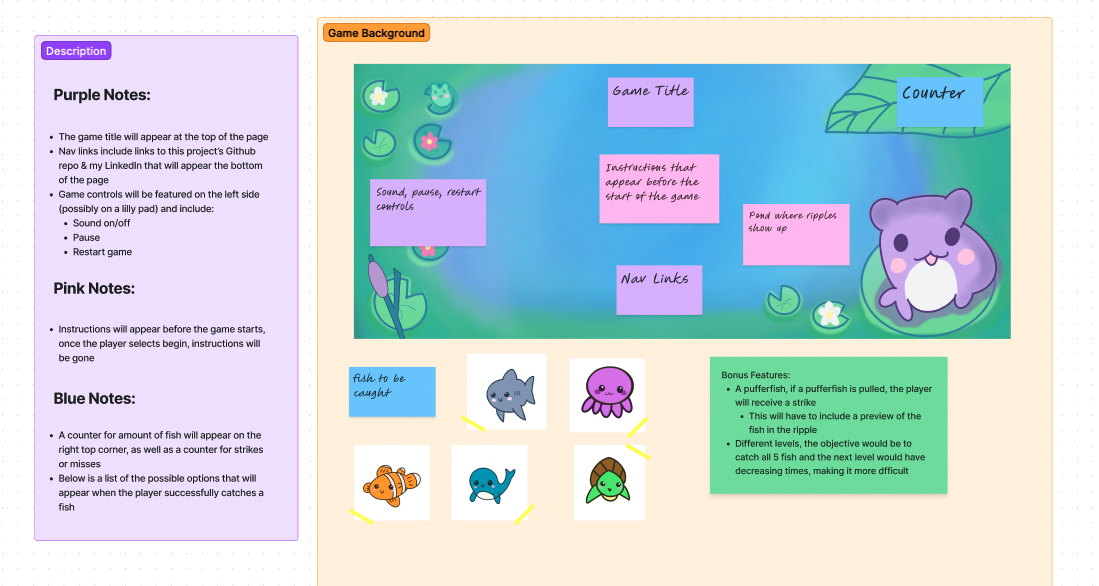 Description
Purple Notes:
The game title will appear at the top of the page
Nav links include links to this project's Github
repo & my LinkedIn that will appear the bottom
of the page
Game controls will be featured on the left side
(possibly on a lilly pad) and include:
Sound on/off
Pause
Restart game
Pink Notes:
Instructions will appear before the game starts,
once the player selects begin, instructions will
be gone
Blue Notes:
A counter for amount of fish will appear on the
right top corner, as well as a counter for strikes
or misses
Below is a list of the possible options that will
appear when the player successfully catches a
fish
Game Background
Game Title
Counter
Instructions that
appear before the
start of the game
Sound, pause, restart
controls
Pond where ripples
show up
Nav Links
fish to be
caught
Bonus Features:
A pufferfish, if a pufferfish is pulled, the player
will receive a strike
This will have to include a preview of the
fish in the ripple
Different levels, the objective would be to
catch all 5 fish and the next level would have
decreasing times, making it more dfficult